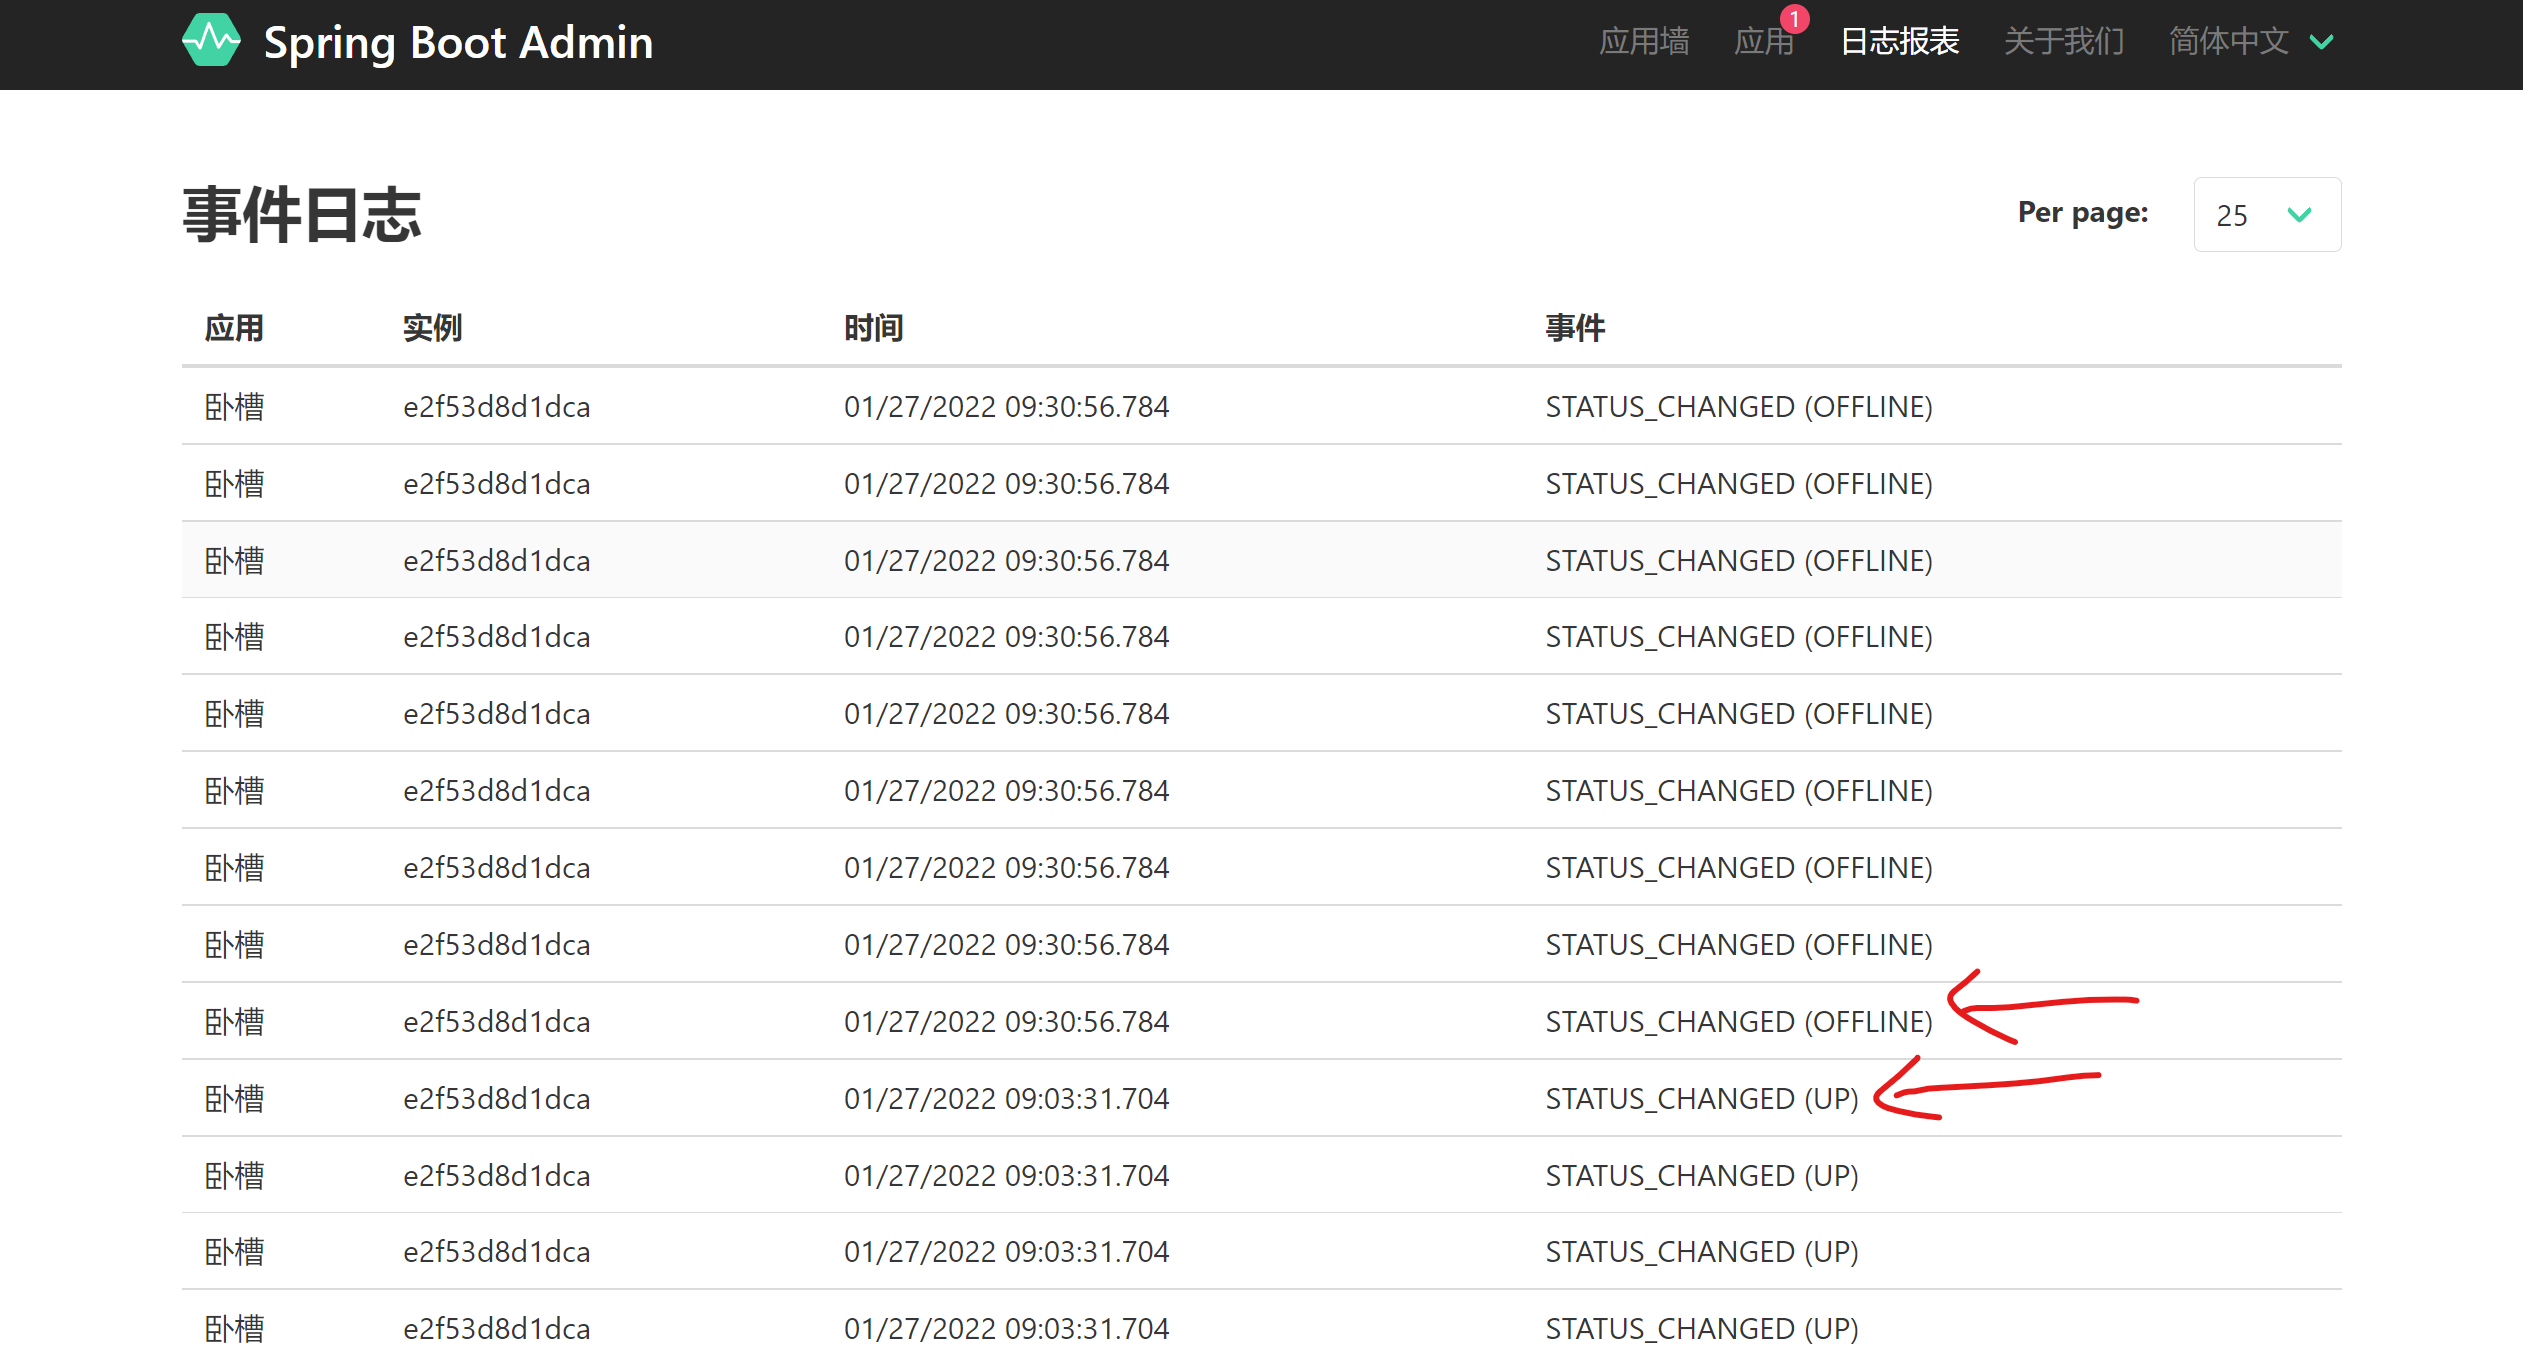 Spring Boot Admin 应用墙 应用 1 日志报表 关于我们 简体中文
事件日志 Per page: 25
应用 实例 时间 事件
卧槽 e2f53d8d1dca 01/27/2022 09:30:56.784 STATUS_CHANGED (OFFLINE)
卧槽 e2f53d8d1dca 01/27/2022 09:30:56.784 STATUS_CHANGED (OFFLINE)
卧槽 e2f53d8d1dca 01/27/2022 09:30:56.784 STATUS_CHANGED (OFFLINE)
卧槽 e2f53d8d1dca 01/27/2022 09:30:56.784 STATUS_CHANGED (OFFLINE)
卧槽 e2f53d8d1dca 01/27/2022 09:30:56.784 STATUS_CHANGED (OFFLINE)
卧槽 e2f53d8d1dca 01/27/2022 09:30:56.784 STATUS_CHANGED (OFFLINE)
卧槽 e2f53d8d1dca 01/27/2022 09:30:56.784 STATUS_CHANGED (OFFLINE)
卧槽 e2f53d8d1dca 01/27/2022 09:30:56.784 STATUS_CHANGED (OFFLINE)
卧槽 e2f53d8d1dca 01/27/2022 09:30:56.784 STATUS_CHANGED (OFFLINE)
卧槽 e2f53d8d1dca 01/27/2022 09:03:31.704 STATUS_CHANGED (UP)
卧槽 e2f53d8d1dca 01/27/2022 09:03:31.704 STATUS_CHANGED (UP)
卧槽 e2f53d8d1dca 01/27/2022 09:03:31.704 STATUS_CHANGED (UP)
卧槽 e2f53d8d1dca 01/27/2022 09:03:31.704 STATUS_CHANGED (UP)